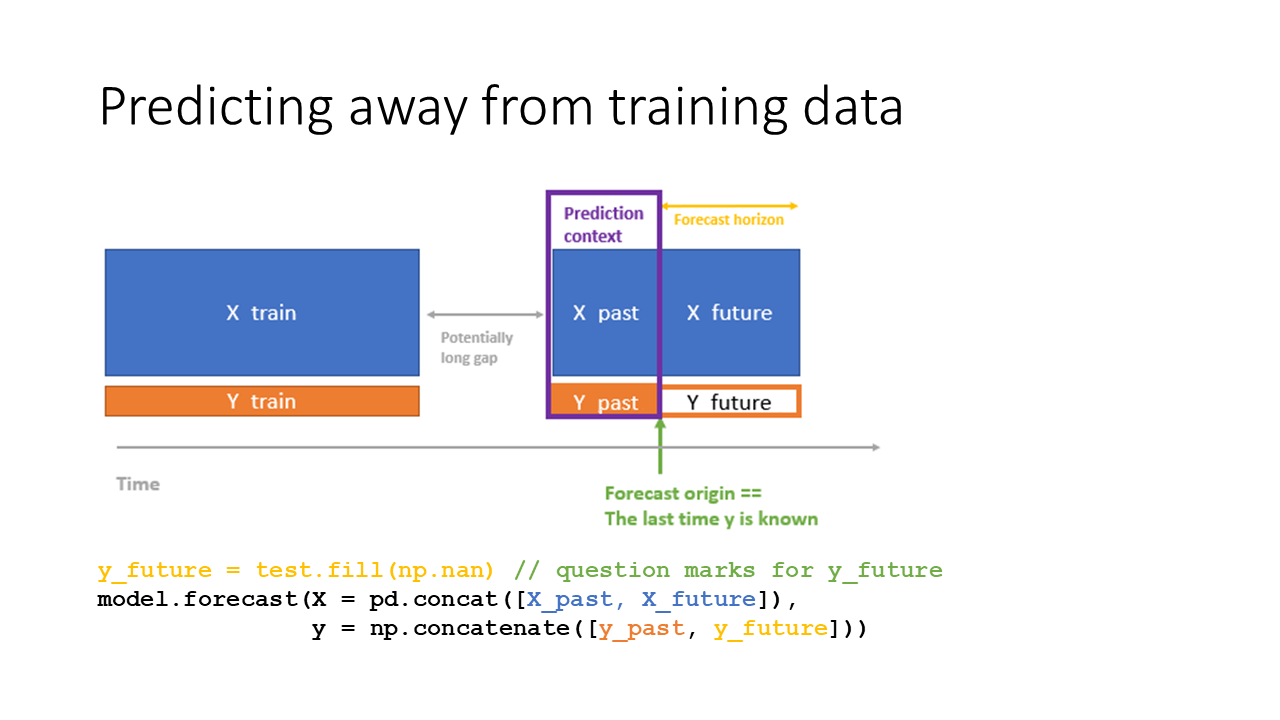 Predicting away from training data
Prediction
context
Forecast horizon
X train
Potentially
long gap
X past
X future
Y train
Y past
Y future
Time
Forecast origin ==
The last time y is known
y_future = test.fill(np.nan) // question marks for y_future
model.forecast(X = pd.concat([X_past, X_future]),
y = np.concatenate([y_past, y_future]))